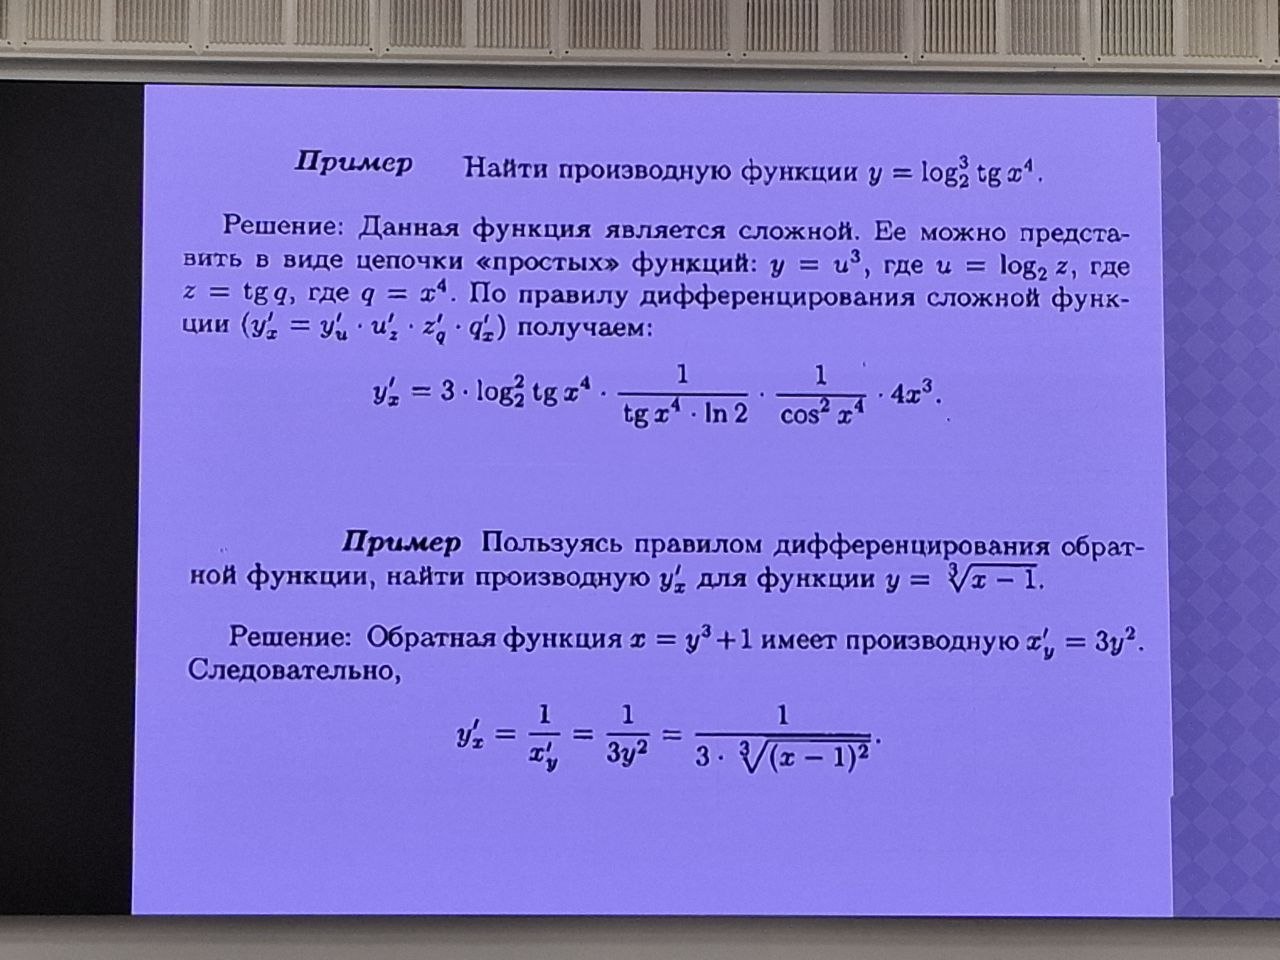 Пример Найти производную функции y = log₂³ tg x⁴.
Решение: Данная функция является сложной. Ее можно предста-
вить в виде цепочки «простых» функций: y = u³, где u = log₂ z, где
z = tg q, где q = x⁴. По правилу дифференцирования сложной функ-
ции (y′ₓ = y′ᵤ · u′_z · z′_q · q′ₓ) получаем:
y′ₓ = 3 · log₂² tg x⁴ · 1/(tg x⁴ · ln 2) · 1/(cos² x⁴) · 4x³.
Пример Пользуясь правилом дифференцирования обрат-
ной функции, найти производную y′ₓ для функции y = ∛(x − 1).
Решение: Обратная функция x = y³ + 1 имеет производную x′_y = 3y².
Следовательно,
y′ₓ = 1/x′_y = 1/(3y²) = 1/(3 · ∛((x − 1)²)).